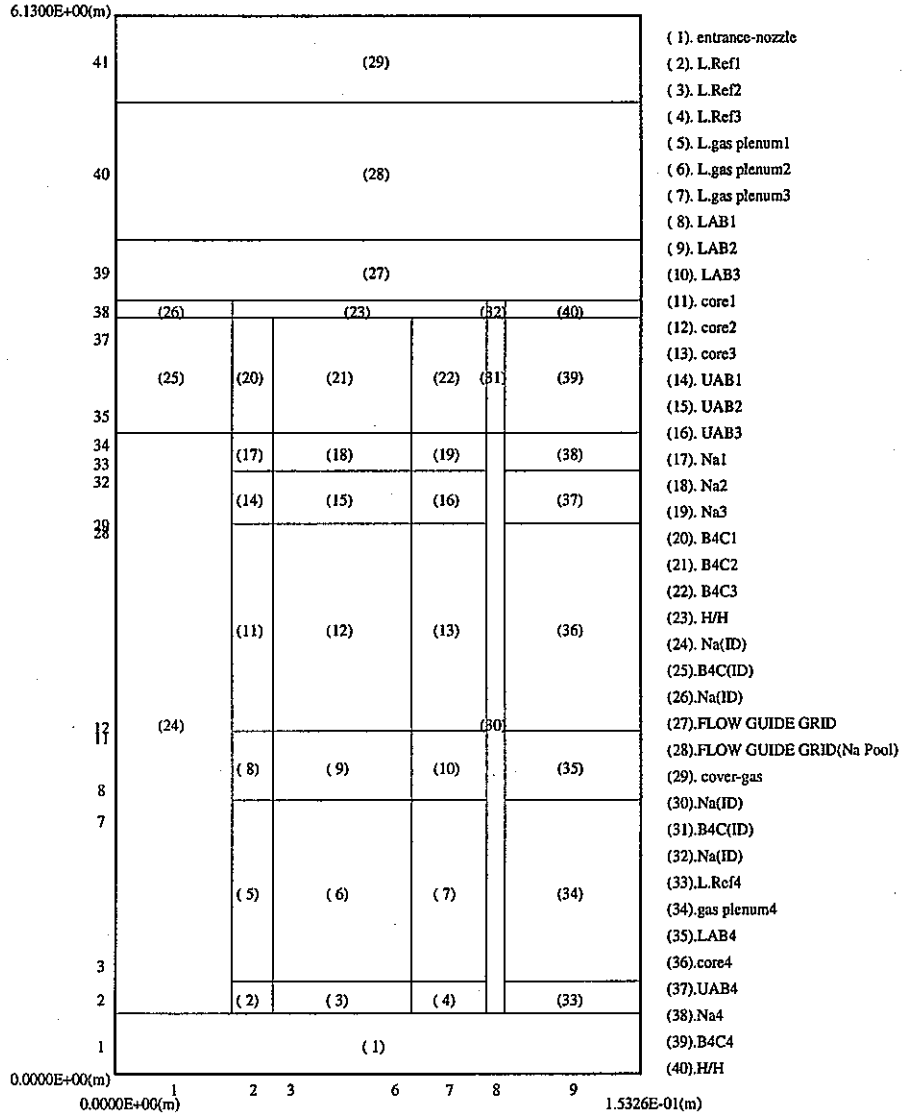 6.1300E+00(m)
41
(29)
40
(28)
39
(27)
38
(26)
(23)
(32)
(40)
37
(25)
(20)
(21)
(22)
(31)
(39)
35
34
(17)
(18)
(19)
(38)
33
32
(14)
(15)
(16)
(37)
29
28
(11)
(12)
(13)
(36)
12
(24)
(30)
11
( 8)
( 9)
(10)
(35)
8
7
( 5)
( 6)
( 7)
(34)
3
2
( 2)
( 3)
( 4)
(33)
1
( 1)
0.0000E+00(m)
1 2 3 6 7 8 9
0.0000E+00(m)
1.5326E-01(m)
( 1). entrance-nozzle
( 2). L.Ref1
( 3). L.Ref2
( 4). L.Ref3
( 5). L.gas plenum1
( 6). L.gas plenum2
( 7). L.gas plenum3
( 8). LAB1
( 9). LAB2
(10). LAB3
(11). core1
(12). core2
(13). core3
(14). UAB1
(15). UAB2
(16). UAB3
(17). Na1
(18). Na2
(19). Na3
(20). B4C1
(21). B4C2
(22). B4C3
(23). H/H
(24). Na(ID)
(25).B4C(ID)
(26).Na(ID)
(27).FLOW GUIDE GRID
(28).FLOW GUIDE GRID(Na Pool)
(29). cover-gas
(30).Na(ID)
(31).B4C(ID)
(32).Na(ID)
(33).L.Ref4
(34).gas plenum4
(35).LAB4
(36).core4
(37).UAB4
(38).Na4
(39).B4C4
(40).H/H